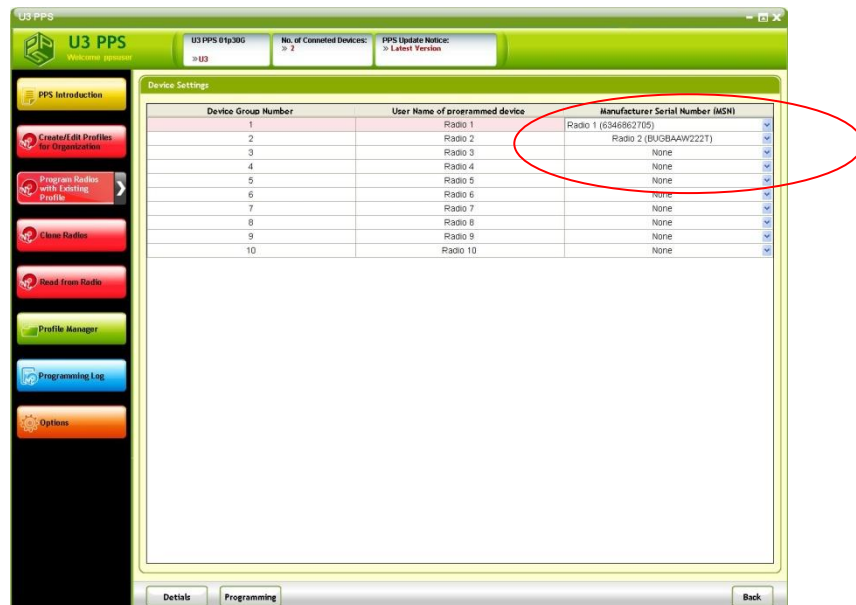 U3 PPS
U3 PPS
Welcome ppsuser
U3 PPS 01p30G
» U3
No. of Conneted Devices:
» 2
PPS Update Notice:
» Latest Version
PPS Introduction
Create/Edit Profiles
for Organization
Program Radios
with Existing
Profile
Clone Radios
Read from Radio
Profile Manager
Programming Log
Options
Device Settings
Device Group Number User Name of programmed device Manufacturer Serial Number (MSN)
1 Radio 1 Radio 1 (6346862705)
2 Radio 2 Radio 2 (BUGBAAW222T)
3 Radio 3 None
4 Radio 4 None
5 Radio 5 None
6 Radio 6 None
7 Radio 7 None
8 Radio 8 None
9 Radio 9 None
10 Radio 10 None
Detials Programming Back